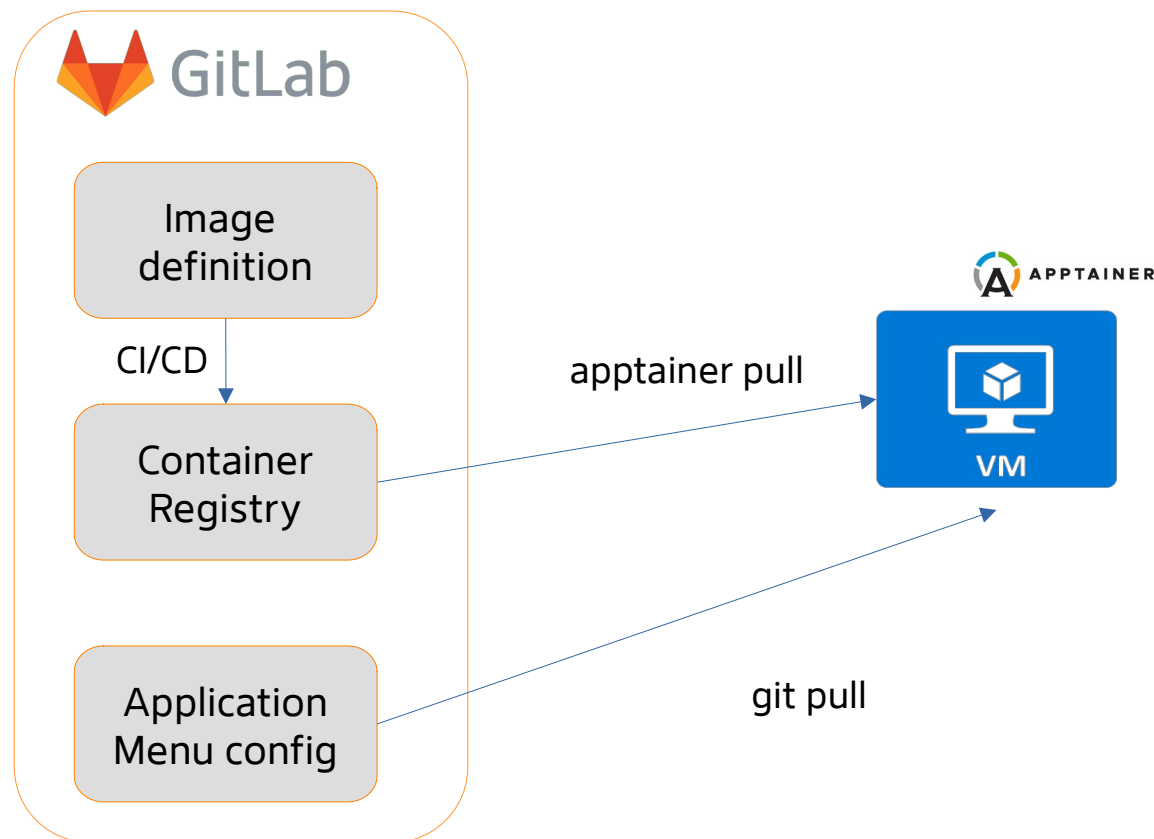 GitLab
Image
definition
CI/CD
Container
Registry
Application
Menu config
apptainer pull
git pull
APPTAINER
VM